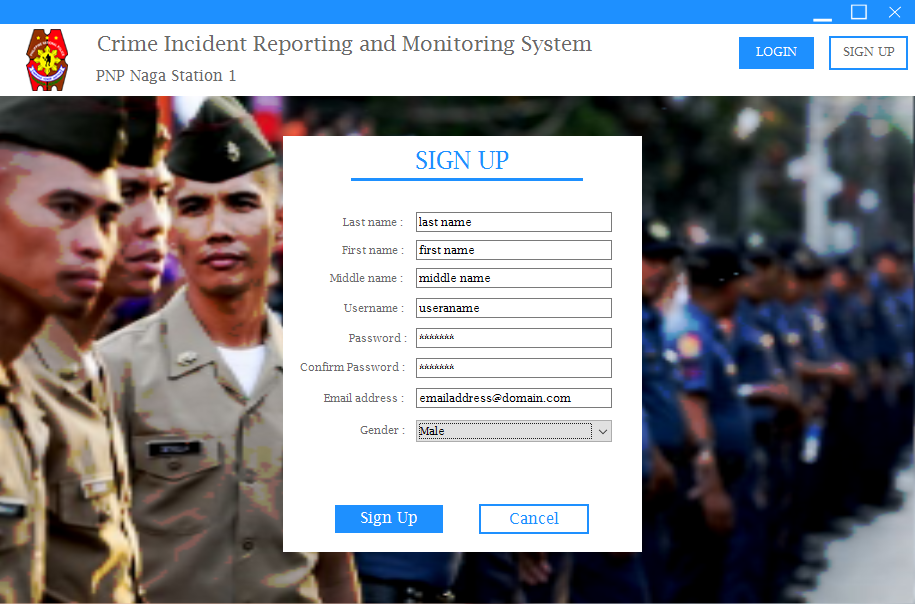 Crime Incident Reporting and Monitoring System
PNP Naga Station 1
LOGIN
SIGN UP
SIGN UP
Last name : last name
First name : first name
Middle name : middle name
Username : useraname
Password : *******
Confirm Password : *******
Email address : emailaddress@domain.com
Gender : Male
Sign Up
Cancel